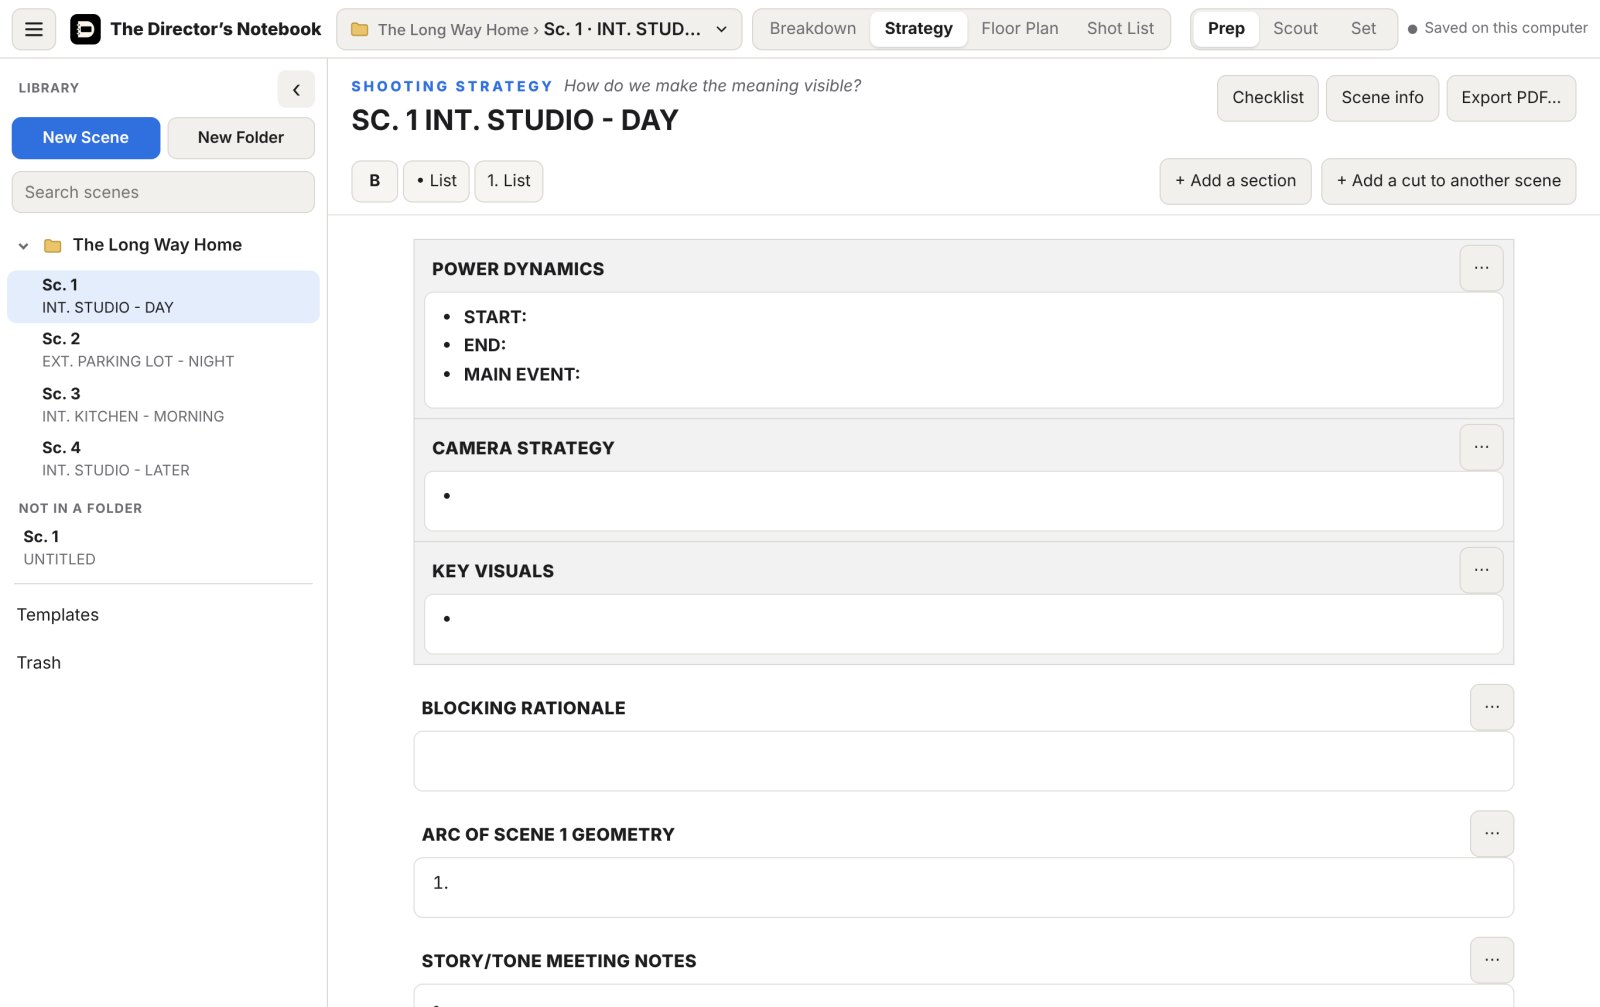 The Director's Notebook
The Long Way Home › Sc. 1 · INT. STUD...
Breakdown
Strategy
Floor Plan
Shot List
Prep
Scout
Set
Saved on this computer
LIBRARY
New Scene
New Folder
Search scenes
The Long Way Home
Sc. 1
INT. STUDIO - DAY
Sc. 2
EXT. PARKING LOT - NIGHT
Sc. 3
INT. KITCHEN - MORNING
Sc. 4
INT. STUDIO - LATER
NOT IN A FOLDER
Sc. 1
UNTITLED
Templates
Trash
SHOOTING STRATEGY How do we make the meaning visible?
SC. 1 INT. STUDIO - DAY
Checklist
Scene info
Export PDF...
B
• List
1. List
+ Add a section
+ Add a cut to another scene
POWER DYNAMICS
...
• START:
• END:
• MAIN EVENT:
CAMERA STRATEGY
...
•
KEY VISUALS
...
•
BLOCKING RATIONALE
...
ARC OF SCENE 1 GEOMETRY
...
1.
STORY/TONE MEETING NOTES
...